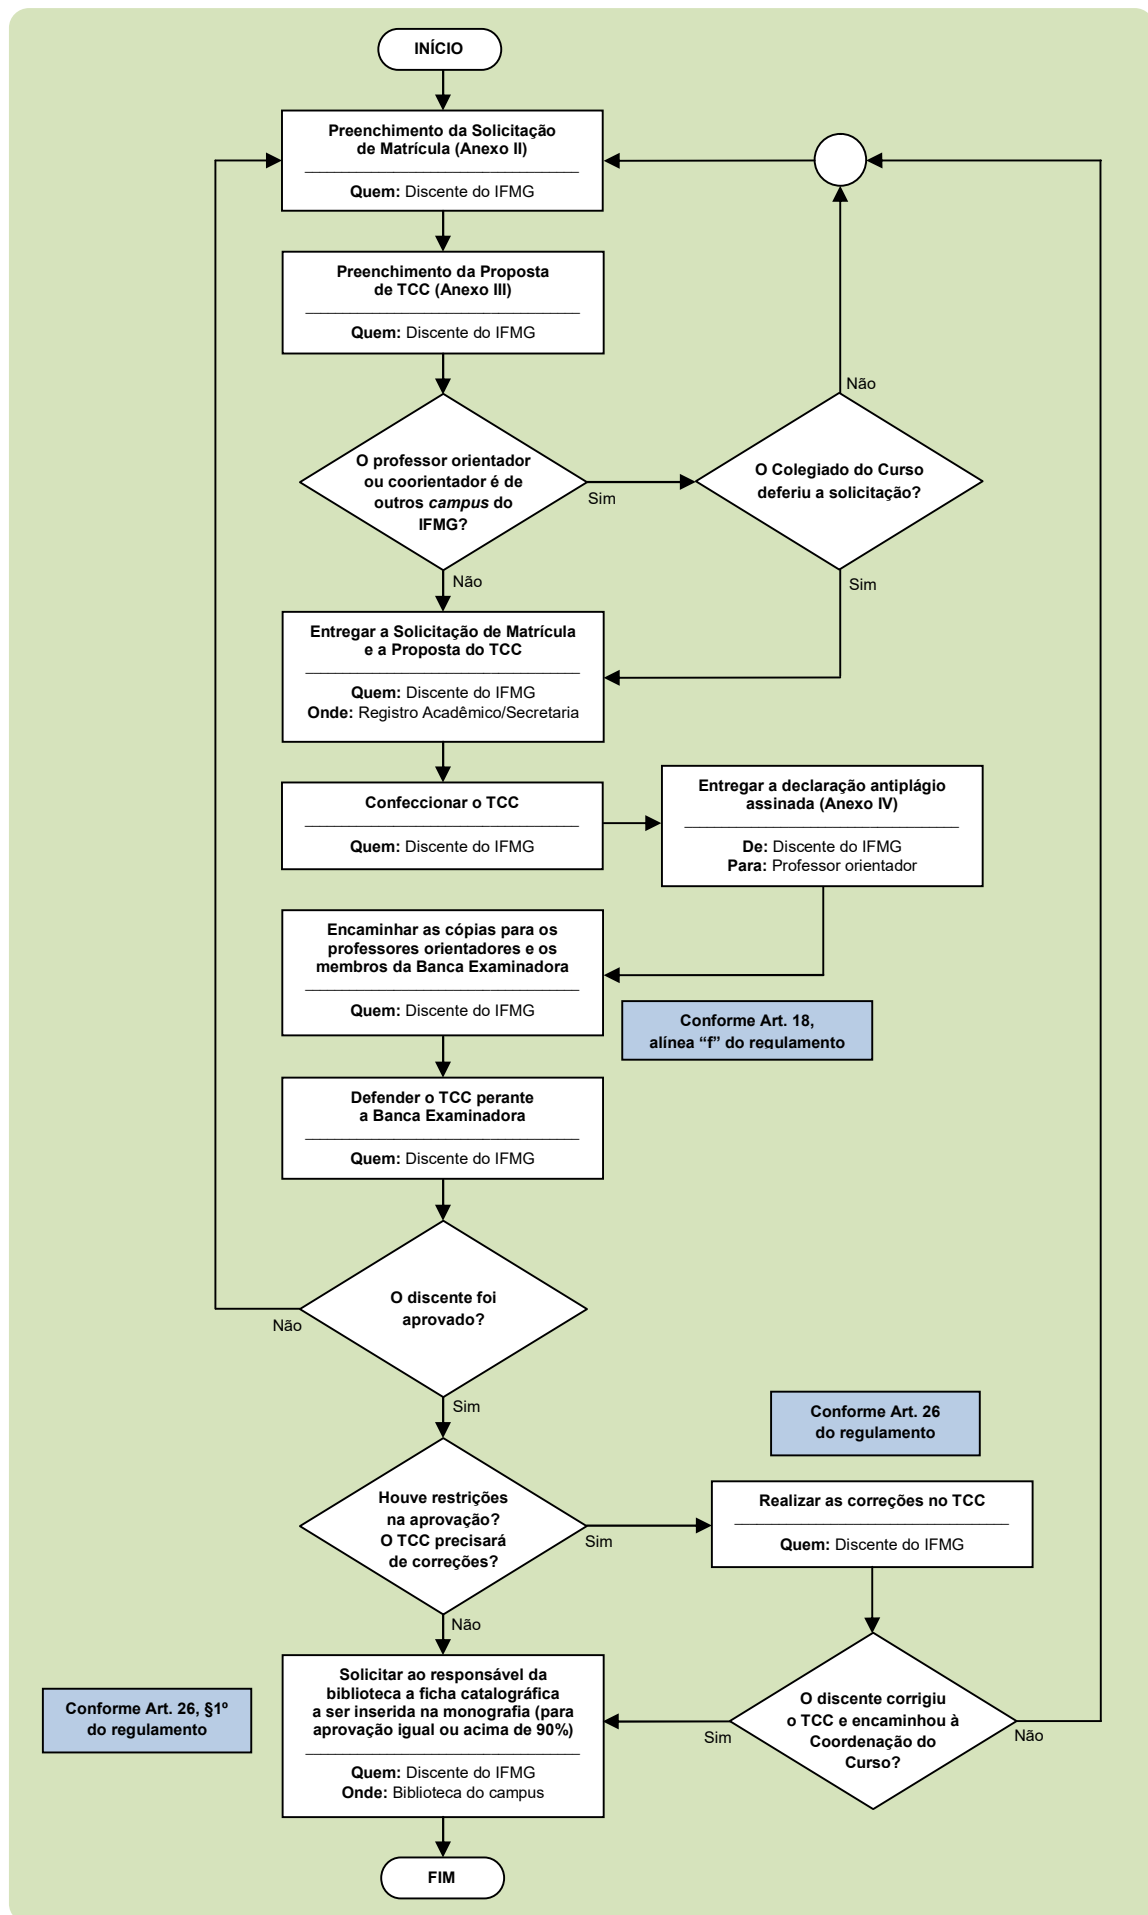 INÍCIO
Preenchimento da Solicitação
de Matrícula (Anexo II)
Quem: Discente do IFMG
Preenchimento da Proposta
de TCC (Anexo III)
Quem: Discente do IFMG
O professor orientador
ou coorientador é de
outros campus do
IFMG?
Sim
Não
O Colegiado do Curso
deferiu a solicitação?
Não
Sim
Entregar a Solicitação de Matrícula
e a Proposta do TCC
Quem: Discente do IFMG
Onde: Registro Acadêmico/Secretaria
Confeccionar o TCC
Quem: Discente do IFMG
Entregar a declaração antiplágio
assinada (Anexo IV)
De: Discente do IFMG
Para: Professor orientador
Encaminhar as cópias para os
professores orientadores e os
membros da Banca Examinadora
Quem: Discente do IFMG
Conforme Art. 18,
alínea “f” do regulamento
Defender o TCC perante
a Banca Examinadora
Quem: Discente do IFMG
O discente foi
aprovado?
Não
Sim
Conforme Art. 26
do regulamento
Houve restrições
na aprovação?
O TCC precisará
de correções?
Sim
Não
Realizar as correções no TCC
Quem: Discente do IFMG
O discente corrigiu
o TCC e encaminhou à
Coordenação do
Curso?
Sim
Não
Solicitar ao responsável da
biblioteca a ficha catalográfica
a ser inserida na monografia (para
aprovação igual ou acima de 90%)
Quem: Discente do IFMG
Onde: Biblioteca do campus
Conforme Art. 26, §1º
do regulamento
FIM